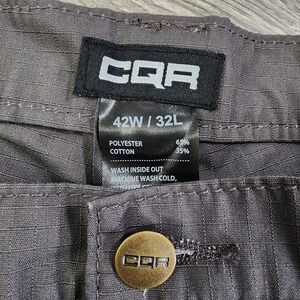 CQR
42W / 32L
POLYESTER 65%
COTTON 35%
WASH INSIDE OUT
MACHINE WASH COLD,
CQR